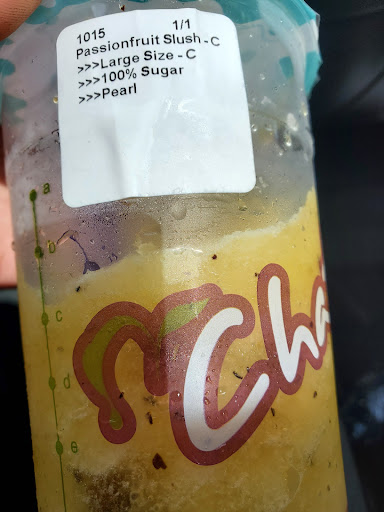 1015 1/1
Passionfruit Slush-C
>>>Large Size-C
>>>100% Sugar
>>>Pearl
a
b
c
d
e
Cha